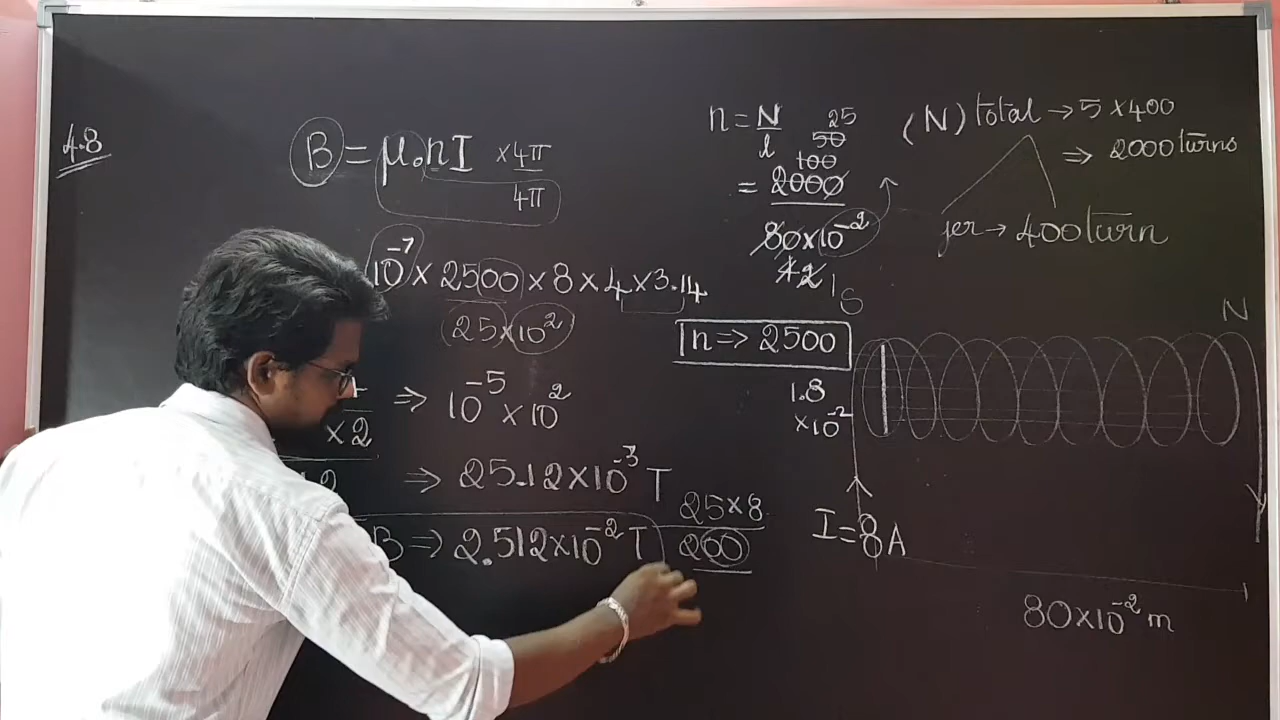 4.8
B = μ₀nI × 4π
4π
10⁻⁷ × 2500 × 8 × 4 × 3.14
25 × 10²
× 2
⇒ 10⁻⁵ × 10²
⇒ 25.12 × 10⁻³ T
B ⇒ 2.512 × 10⁻² T
25 × 8
200
n = N
l
25
50
100
= 2000
80 × 10⁻²
4 2 1
n ⇒ 2500
(N) total → 5 × 400
⇒ 2000 turns
→ 400 turn
S
N
1.8
× 10⁻²
I = 8A
80 × 10⁻² m